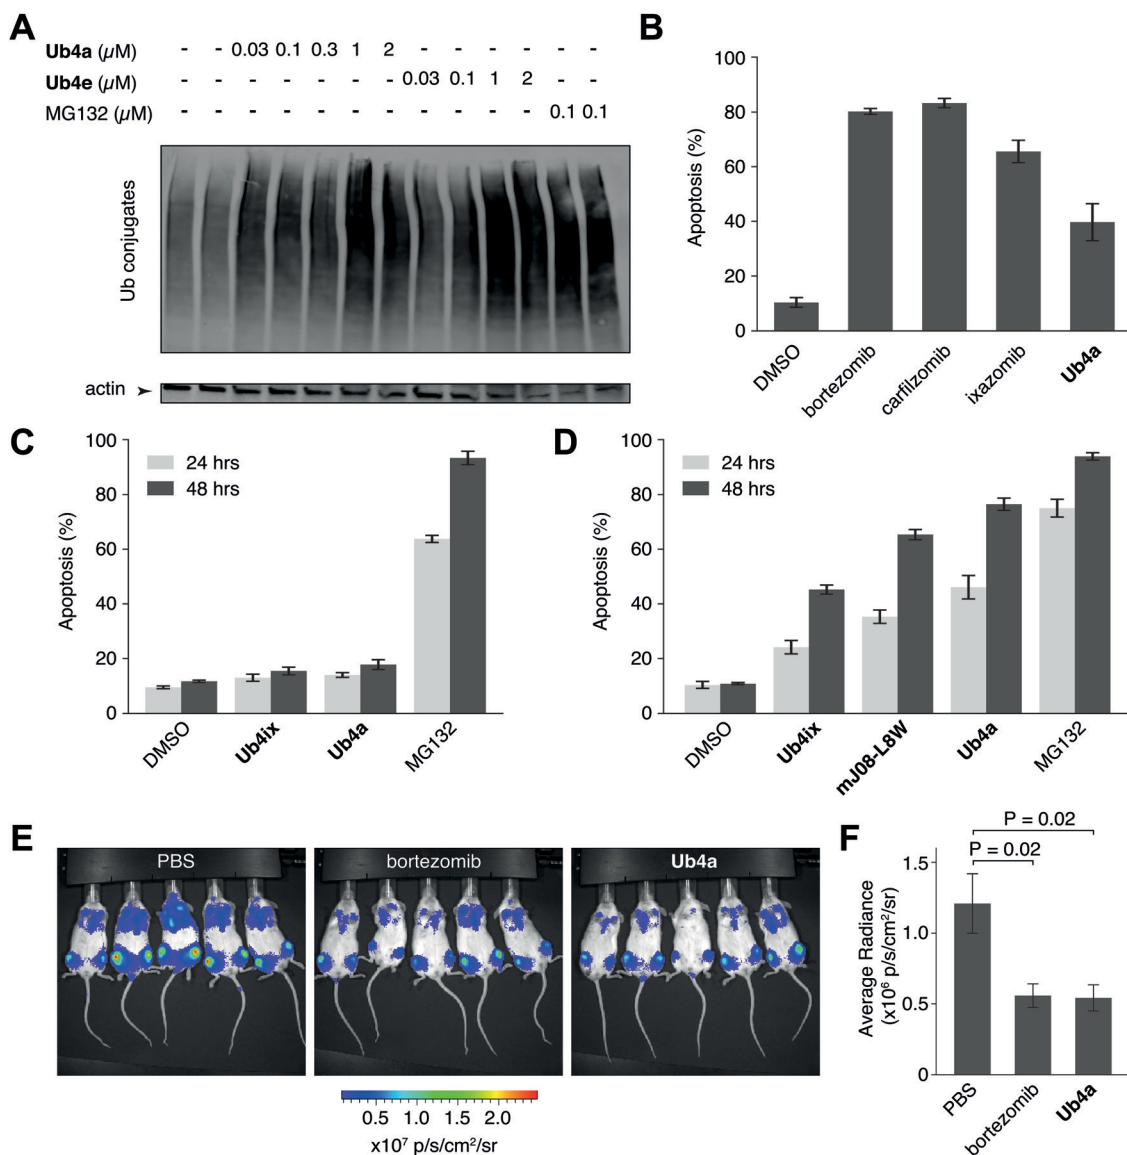 A
Ub4a (µM) - - 0.03 0.1 0.3 1 2 - - - - - -
Ub4e (µM) - - - - - - - 0.03 0.1 1 2 - -
MG132 (µM) - - - - - - - - - - - 0.1 0.1
Ub conjugates
actin
B
Apoptosis (%)
100
80
60
40
20
0
DMSO
bortezomib
carfilzomib
ixazomib
Ub4a
C
Apoptosis (%)
100
80
60
40
20
0
24 hrs
48 hrs
DMSO
Ub4ix
Ub4a
MG132
D
Apoptosis (%)
100
80
60
40
20
0
24 hrs
48 hrs
DMSO
Ub4ix
mJ08-L8W
Ub4a
MG132
E
PBS
bortezomib
Ub4a
0.5 1.0 1.5 2.0
x10⁷ p/s/cm²/sr
F
P = 0.02
P = 0.02
Average Radiance
(x10⁶ p/s/cm²/sr)
1.5
1.0
0.5
0
PBS
bortezomib
Ub4a